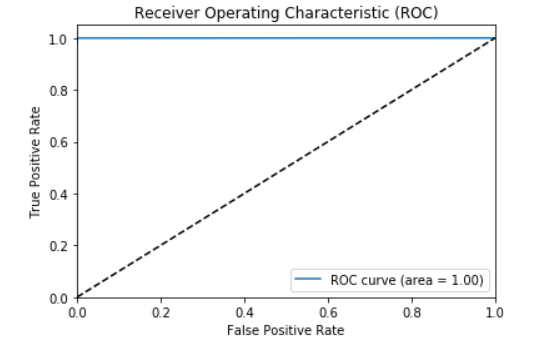 Receiver Operating Characteristic (ROC)
1.0
0.8
0.6
0.4
0.2
0.0
True Positive Rate
ROC curve (area = 1.00)
0.0 0.2 0.4 0.6 0.8 1.0
False Positive Rate